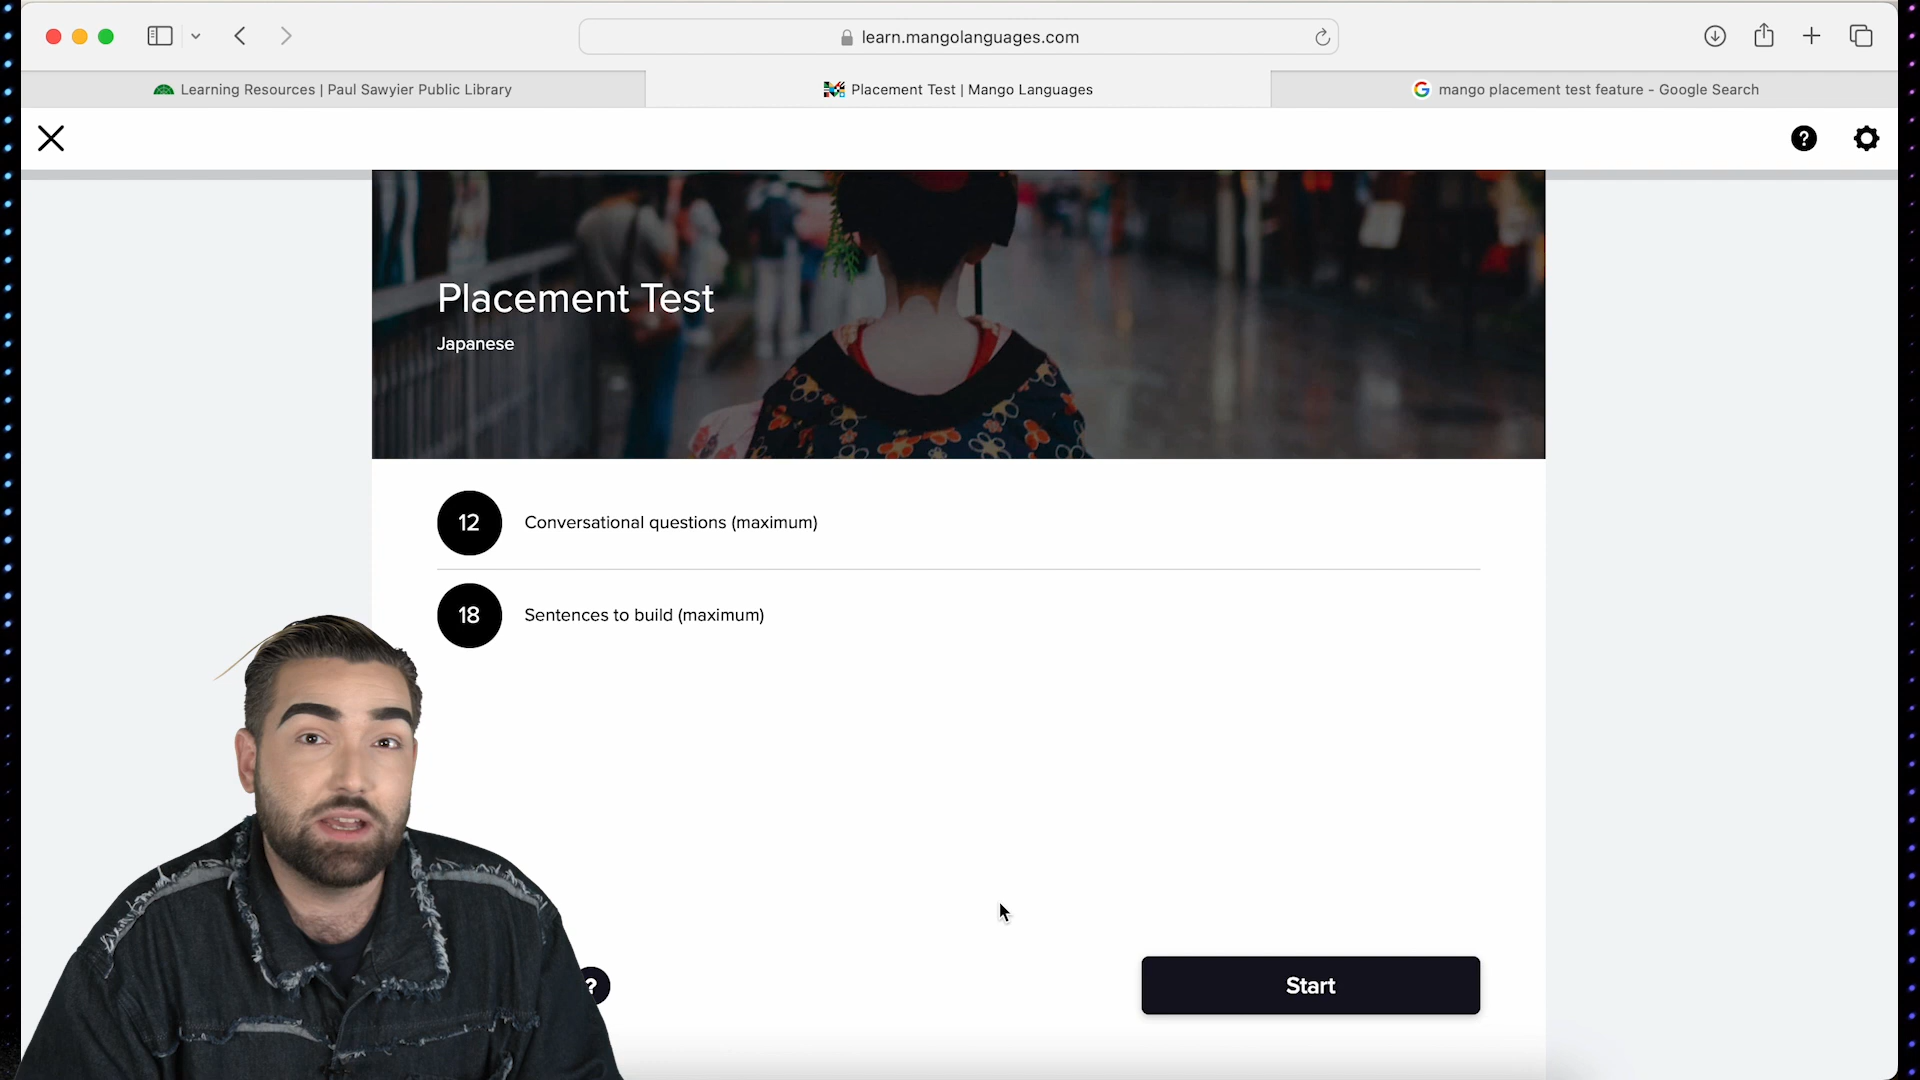 learn.mangolanguages.com
Learning Resources | Paul Sawyier Public Library
Placement Test | Mango Languages
mango placement test feature - Google Search
?
Placement Test
Japanese
12 Conversational questions (maximum)
18 Sentences to build (maximum)
?
Start